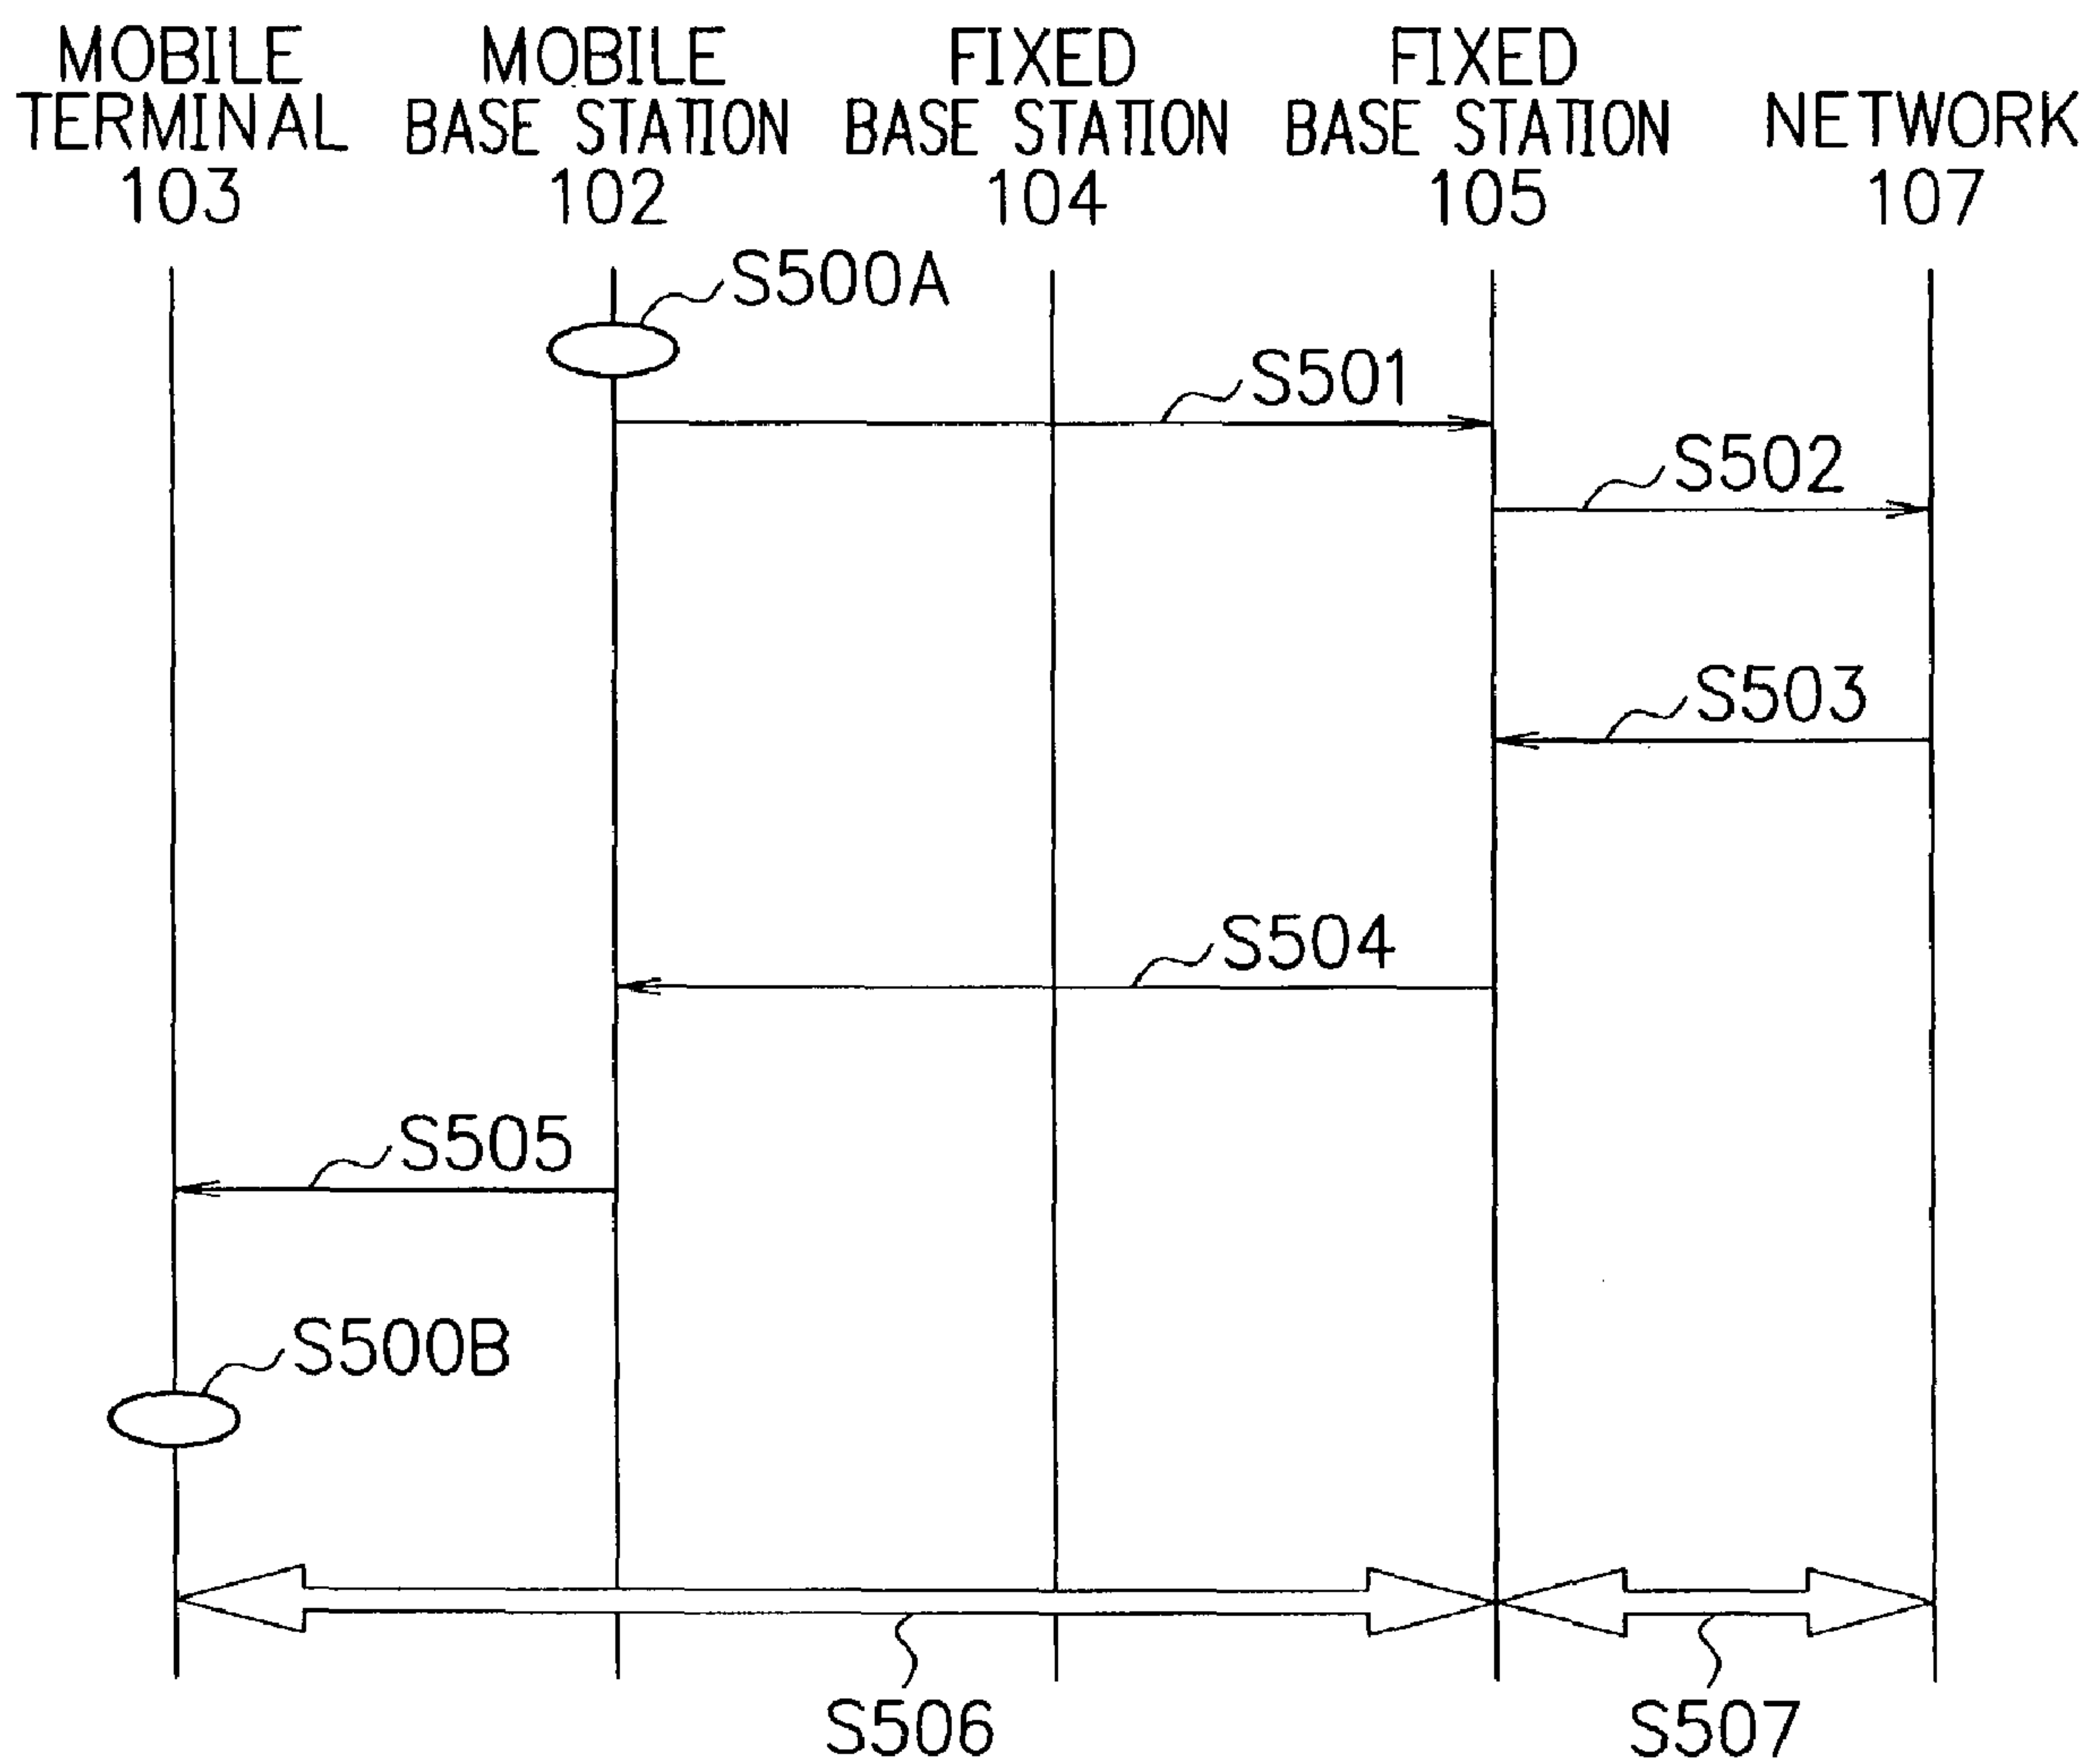 MOBILE
TERMINAL
103
MOBILE
BASE STATION
102
FIXED
BASE STATION
104
FIXED
BASE STATION
105
NETWORK
107
S500A
S501
S502
S503
S504
S505
S500B
S506
S507